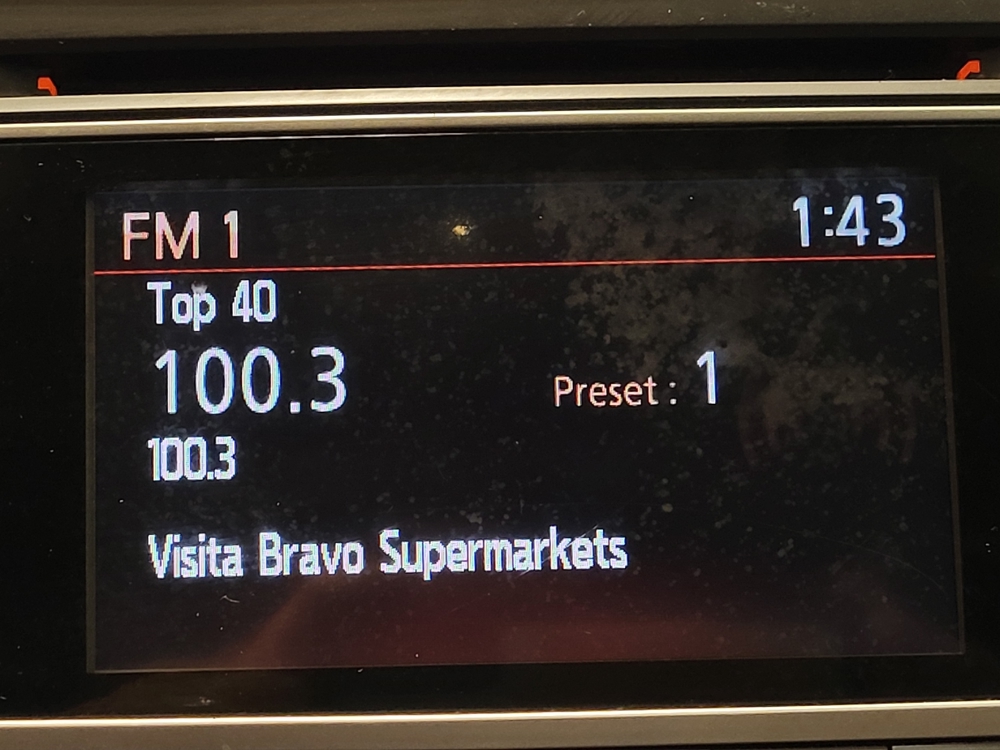 FM 1 1:43
Top 40
100.3 Preset : 1
100.3
Visita Bravo Supermarkets